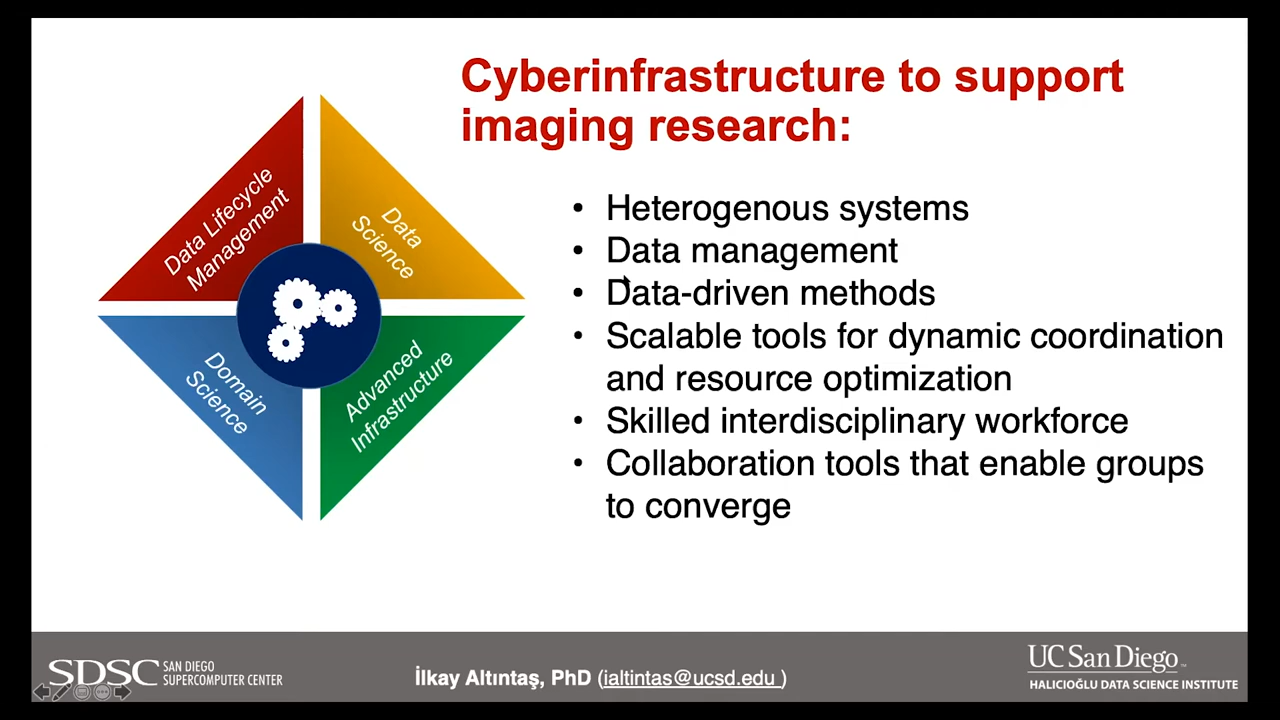 Cyberinfrastructure to support
imaging research:
Data Lifecycle
Management
Data
Science
Domain
Science
Advanced
Infrastructure
• Heterogenous systems
• Data management
• Data-driven methods
• Scalable tools for dynamic coordination
and resource optimization
• Skilled interdisciplinary workforce
• Collaboration tools that enable groups
to converge
SDSC SAN DIEGO
SUPERCOMPUTER CENTER
İlkay Altıntaş, PhD (ialtintas@ucsd.edu )
UC San Diego
HALICIOĞLU DATA SCIENCE INSTITUTE